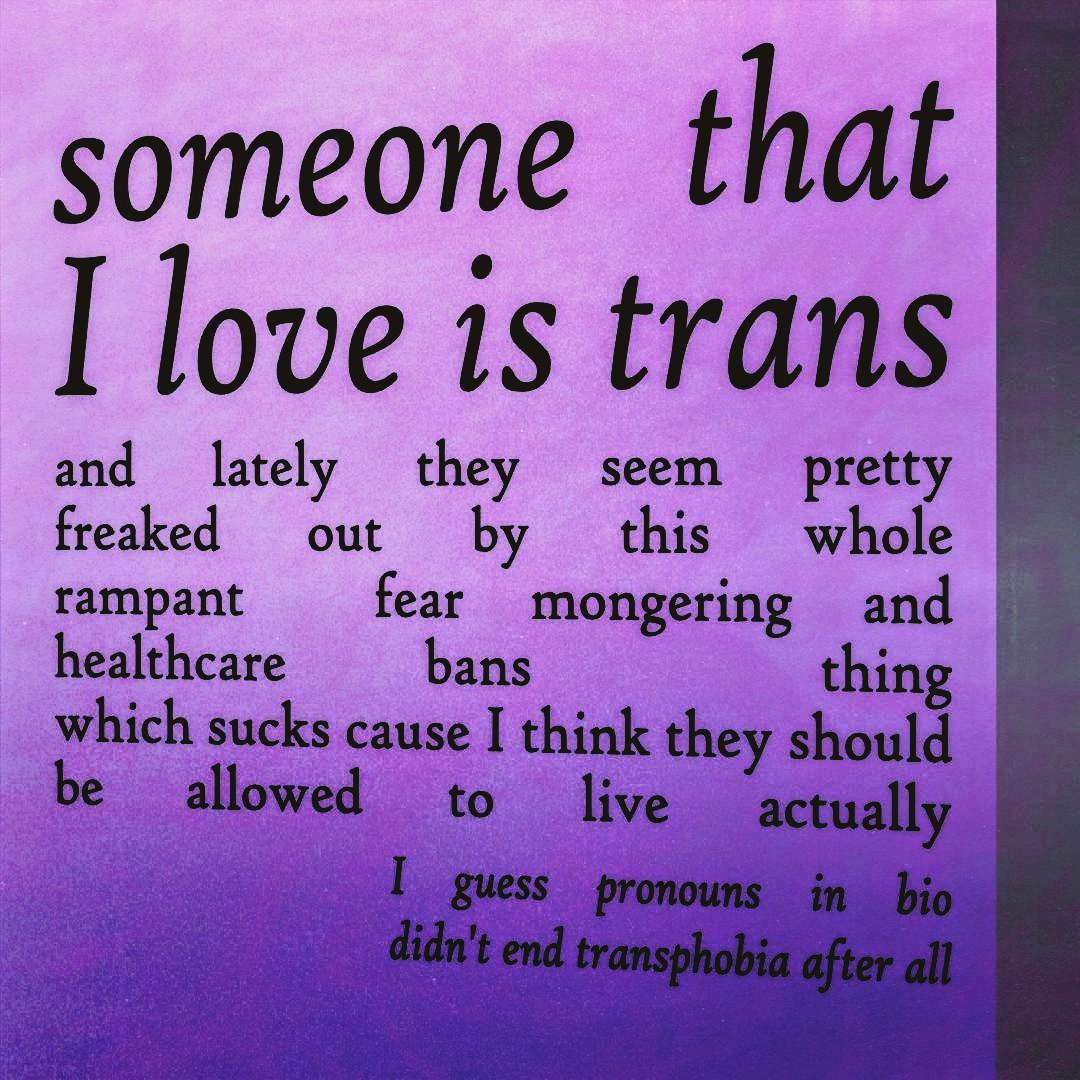 someone that
I love is trans
and lately they seem pretty
freaked out by this whole
rampant fear mongering and
healthcare bans thing
which sucks cause I think they should
be allowed to live actually
I guess pronouns in bio
didn't end transphobia after all